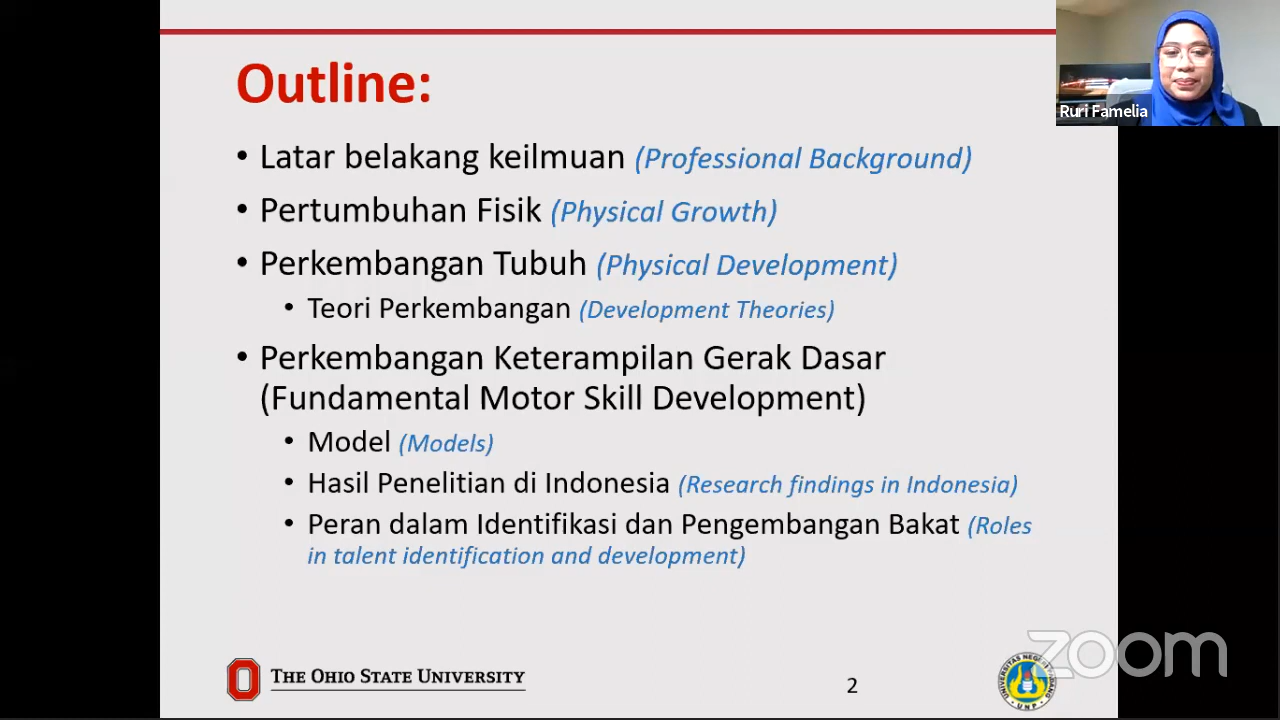 Outline:
• Latar belakang keilmuan (Professional Background)
• Pertumbuhan Fisik (Physical Growth)
• Perkembangan Tubuh (Physical Development)
• Teori Perkembangan (Development Theories)
• Perkembangan Keterampilan Gerak Dasar
(Fundamental Motor Skill Development)
• Model (Models)
• Hasil Penelitian di Indonesia (Research findings in Indonesia)
• Peran dalam Identifikasi dan Pengembangan Bakat (Roles
in talent identification and development)
THE OHIO STATE UNIVERSITY
2
UNP
zoom
Ruri Famelia